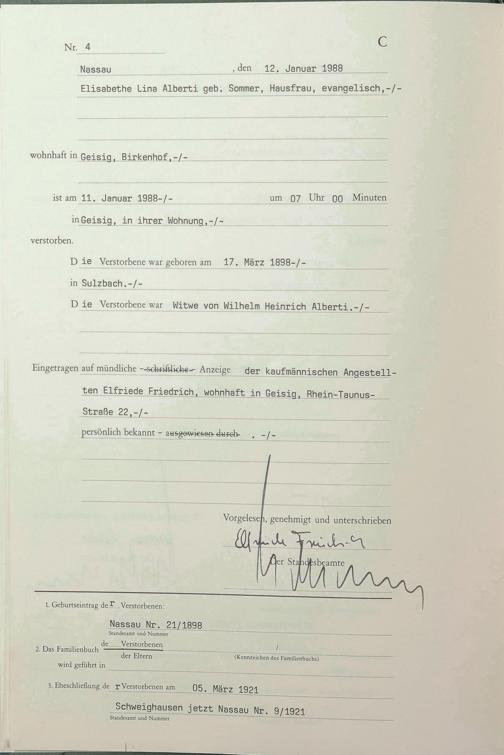 Nr. 4
C
Nassau , den 12. Januar 1988
Elisabethe Lina Alberti geb. Sommer, Hausfrau, evangelisch,-/-
wohnhaft in Geisig, Birkenhof,-/-
ist am 11. Januar 1988-/- um 07 Uhr 00 Minuten
in Geisig, in ihrer Wohnung,-/-
verstorben.
D ie Verstorbene war geboren am 17. März 1898-/-
in Sulzbach.-/-
D ie Verstorbene war Witwe von Wilhelm Heinrich Alberti.-/-
Eingetragen auf mündliche - schriftliche - Anzeige der kaufmännischen Angestell-
ten Elfriede Friedrich, wohnhaft in Geisig, Rhein-Taunus-
Straße 22,-/-
persönlich bekannt - ausgewiesen durch . -/-
Vorgelesen, genehmigt und unterschrieben
Elfriede Friedrich
Der Standesbeamte
1. Geburtseintrag de r Verstorbenen:
Nassau Nr. 21/1898
Standesamt und Nummer
2. Das Familienbuch de Verstorbenen /
der Eltern (Kennzeichen des Familienbuchs)
wird geführt in
3. Eheschließung de r Verstorbenen am 05. März 1921
Schweighausen jetzt Nassau Nr. 9/1921
Standesamt und Nummer